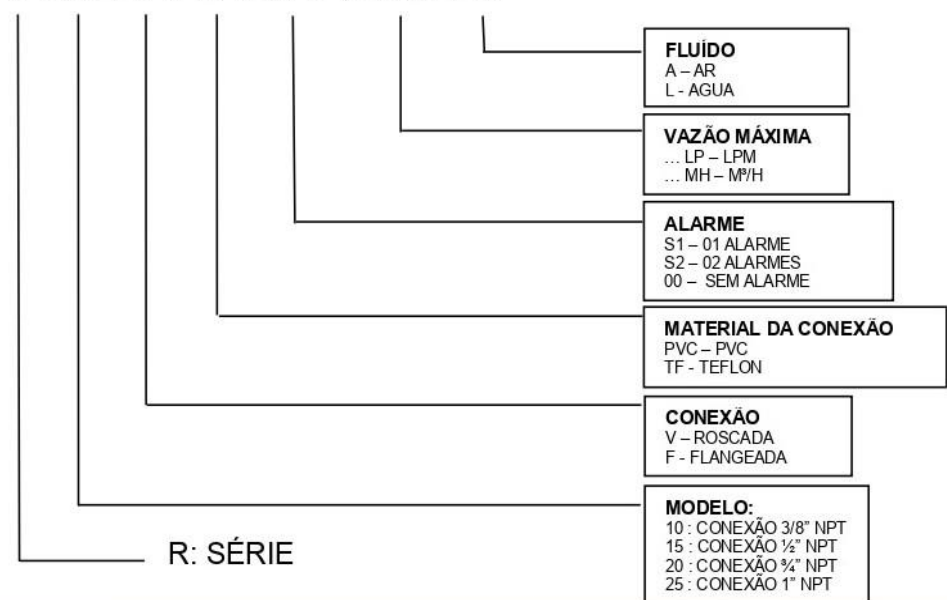 FLUÍDO
A – AR
L - AGUA
VAZÃO MÁXIMA
... LP – LPM
... MH – M³/H
ALARME
S1 – 01 ALARME
S2 – 02 ALARMES
00 – SEM ALARME
MATERIAL DA CONEXÃO
PVC – PVC
TF - TEFLON
CONEXÃO
V – ROSCADA
F - FLANGEADA
MODELO:
10 : CONEXÃO 3/8” NPT
15 : CONEXÃO ½” NPT
20 : CONEXÃO ¾” NPT
25 : CONEXÃO 1” NPT
R: SÉRIE